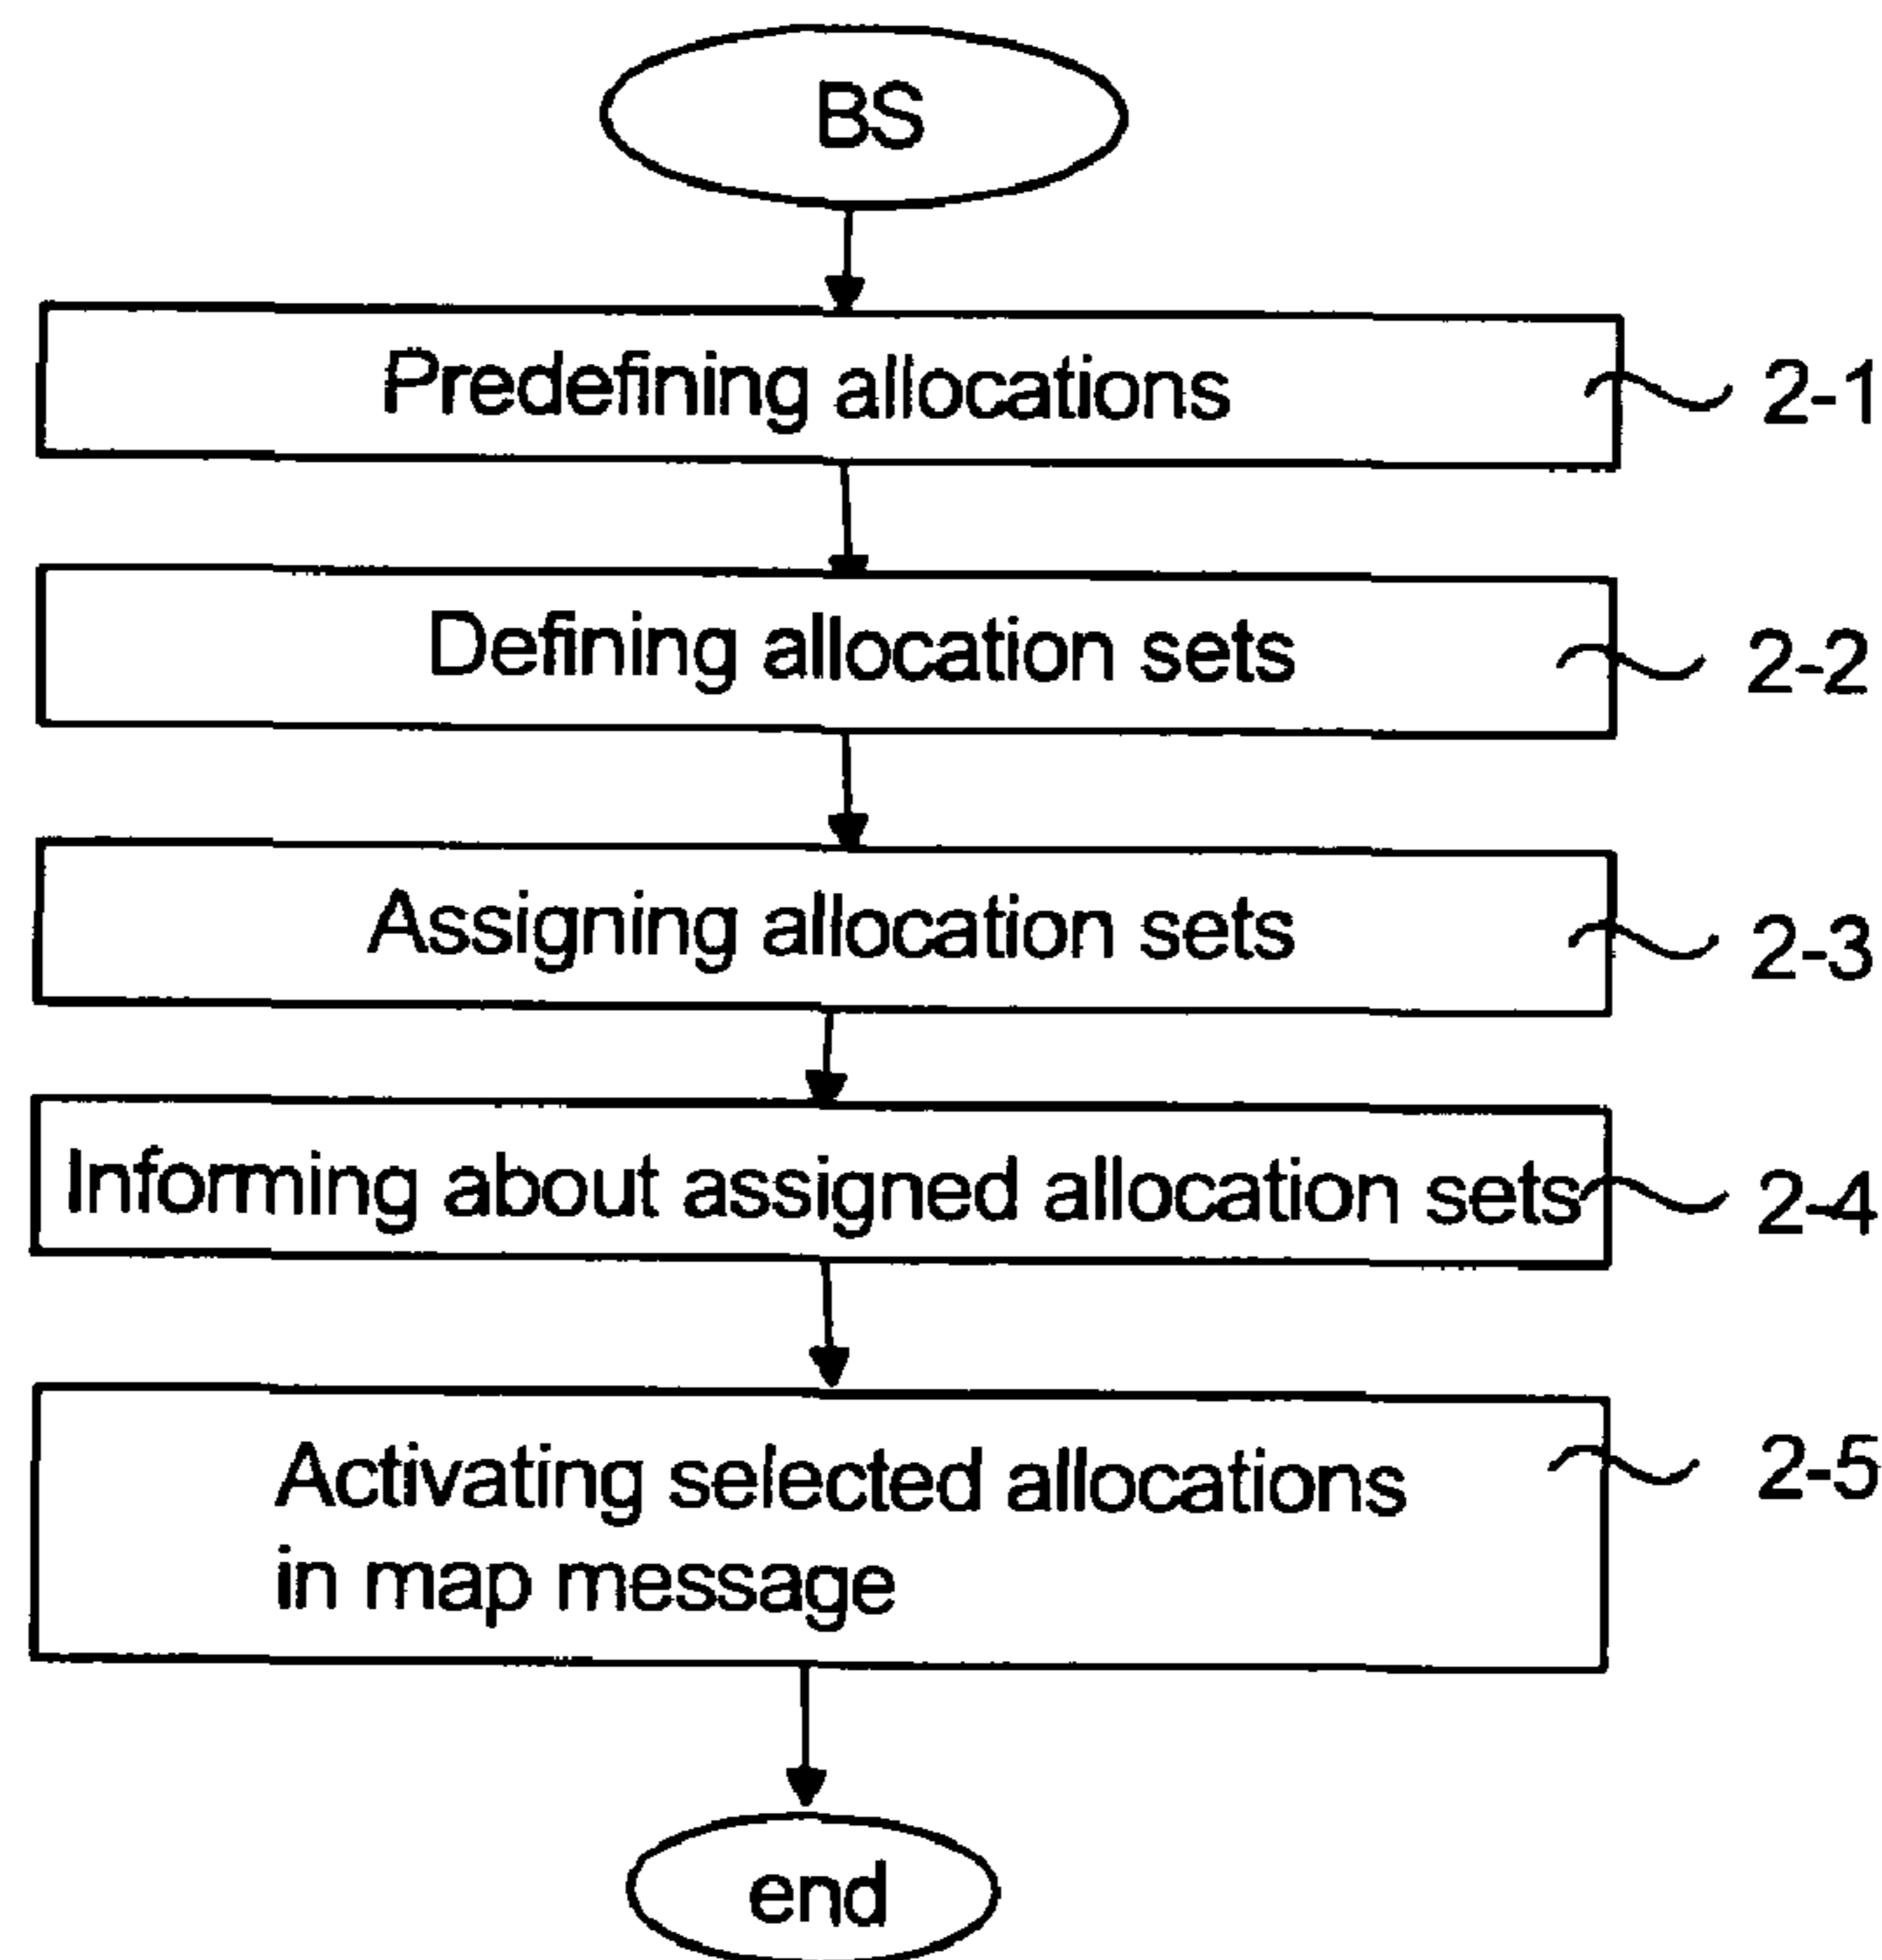 BS
Predefining allocations
2-1
Defining allocation sets
2-2
Assigning allocation sets
2-3
Informing about assigned allocation sets
2-4
Activating selected allocations
in map message
2-5
end